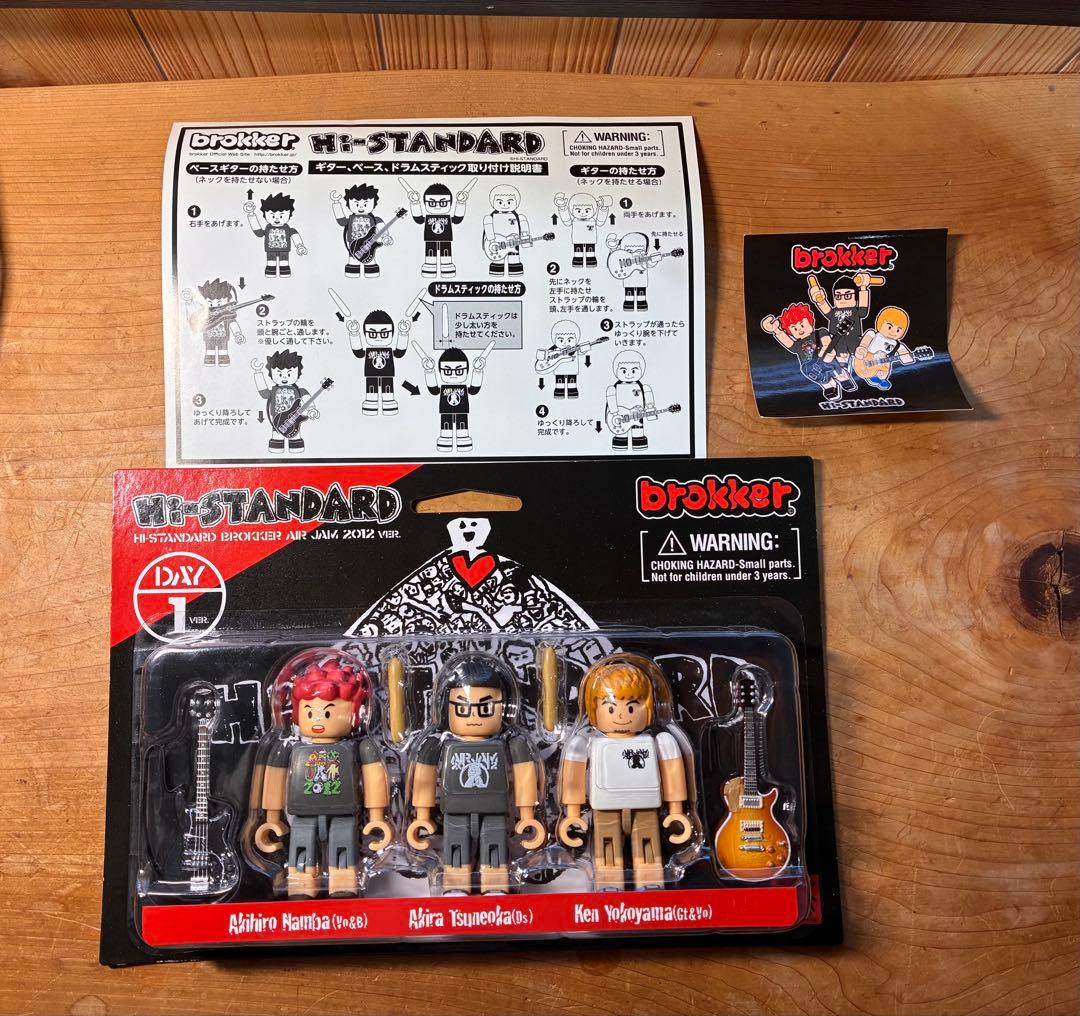 brokker
brokker Official Web Site http://brokker.jp/
Hi-STANDARD
©Hi-STANDARD
WARNING:
CHOKING HAZARD-Small parts.
Not for children under 3 years.
ベースギターの持たせ方
(ネックを持たせない場合)
ギター、ベース、ドラムスティック取り付け説明書
ギターの持たせ方
(ネックを持たせる場合)
1
右手をあげます。
2
ストラップの輪を
頭と腕ごと、通します。
※優しく通して下さい。
3
ゆっくり降ろして
あげて完成です。
ドラムスティックの持たせ方
ドラムスティックは
少し太い方を
持たせてください。
1
両手をあげます。
先に持たせる
2
先にネックを
左手に持たせ
ストラップの輪を
頭、左手を通します。
3
ストラップが通ったら
ゆっくり腕を下げて
いきます。
4
ゆっくり降ろして
完成です。
brokker
Hi-STANDARD
Hi-STANDARD
HI-STANDARD BROKKER AIR JAM 2012 VER.
DAY
1
VER.
brokker
WARNING:
CHOKING HAZARD-Small parts.
Not for children under 3 years.
AIR
JAM
2012
AIR JAM
2012
Akihiro Namba(Vo&B)
Akira Tsuneoka(Ds)
Ken Yokoyama(Gt&Vo)